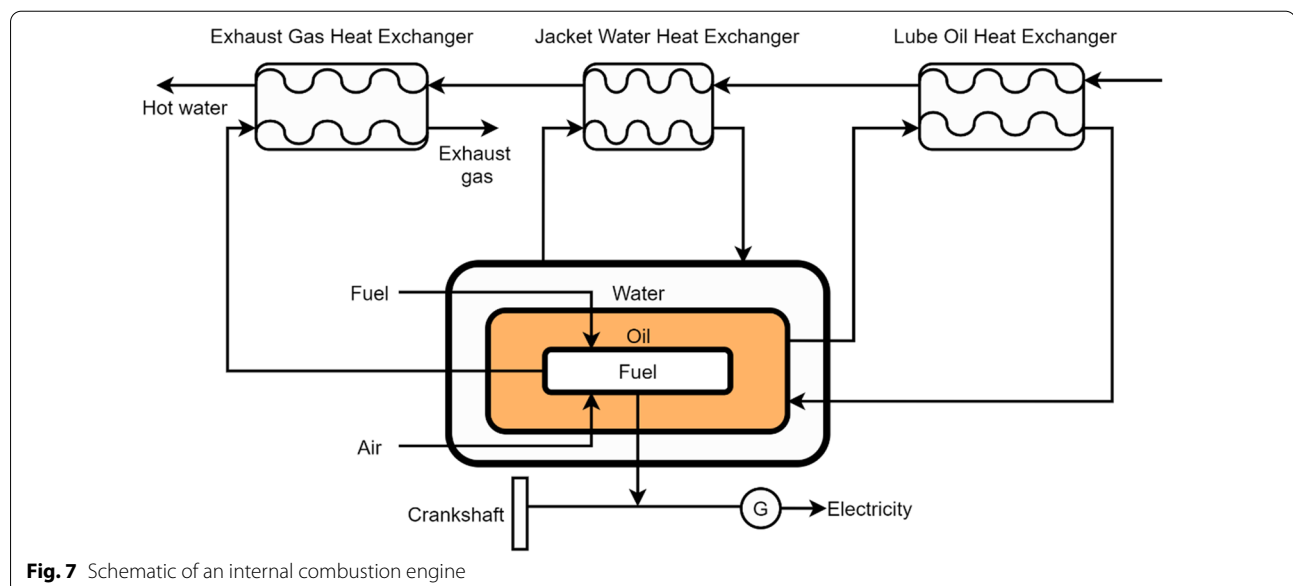 Exhaust Gas Heat Exchanger
Jacket Water Heat Exchanger
Lube Oil Heat Exchanger
Hot water
Exhaust
gas
Fuel
Water
Oil
Fuel
Air
Crankshaft
G
Electricity
Fig. 7 Schematic of an internal combustion engine